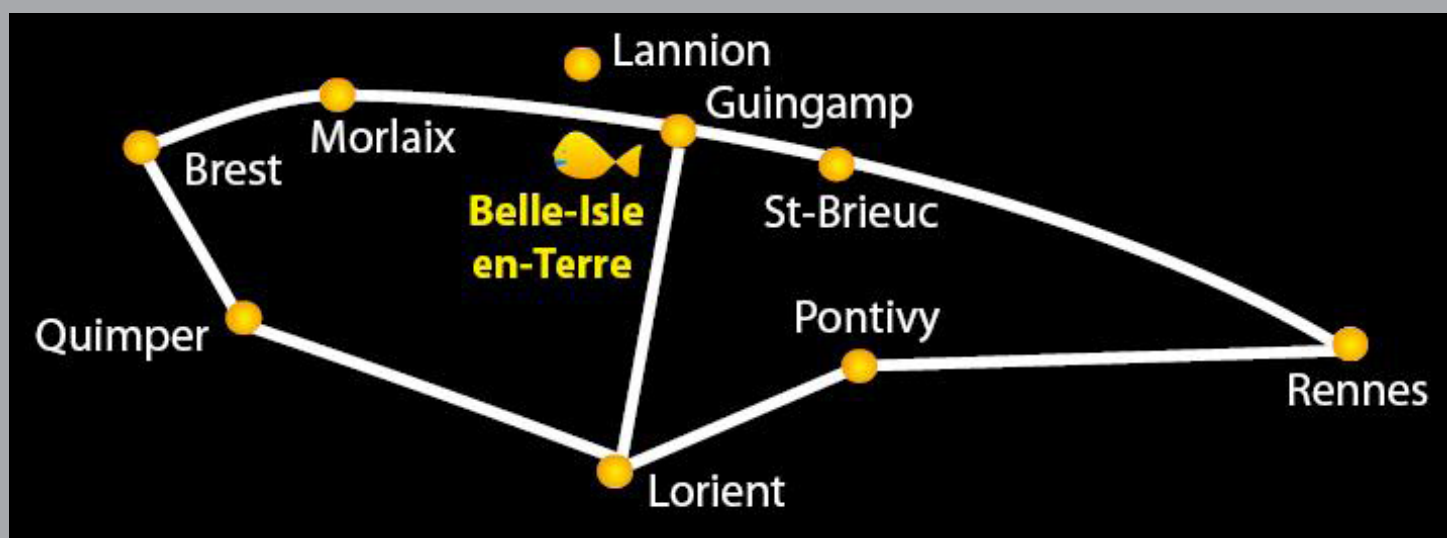 Lannion
Guingamp
Morlaix
Brest
Belle-Isle
en-Terre
St-Brieuc
Quimper
Pontivy
Rennes
Lorient